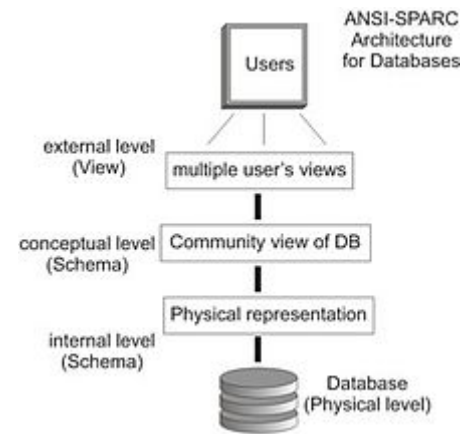 ANSI-SPARC
Architecture
for Databases
Users
external level
(View)
multiple user's views
conceptual level
(Schema)
Community view of DB
Physical representation
internal level
(Schema)
Database
(Physical level)